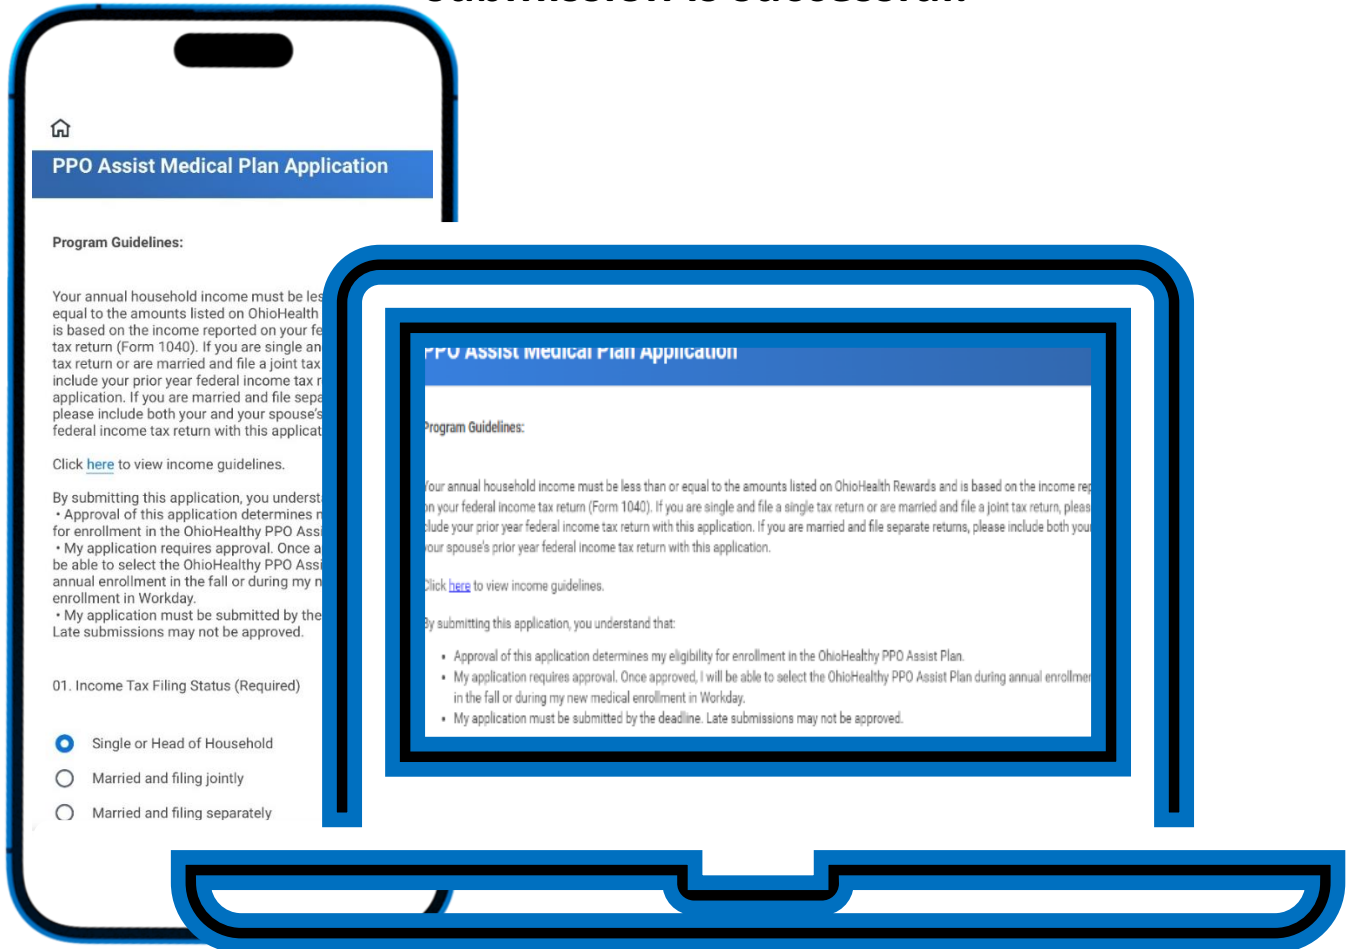 submission is successful.
PPO Assist Medical Plan Application
Program Guidelines:
Your annual household income must be
equal to the amounts listed on OhioHealth
is based on the income reported on your
tax return (Form 1040). If you are single
tax return or are married and file a joint tax
include your prior year federal income tax
application. If you are married and file
please include both your and your spouse's
federal income tax return with this
Click here to view income guidelines.
By submitting this application, you
• Approval of this application determines
for enrollment in the OhioHealthy PPO
• My application requires approval. Once
be able to select the OhioHealthy PPO
annual enrollment in the fall or during my
enrollment in Workday.
• My application must be submitted by the
Late submissions may not be approved.
01. Income Tax Filing Status (Required)
Single or Head of Household
Married and filing jointly
Married and filing separately
PPO Assist Medical Plan Application
Program Guidelines:
Your annual household income must be less than or equal to the amounts listed on OhioHealth Rewards and is based on the income
on your federal income tax return (Form 1040). If you are single and file a single tax return or are married and file a joint tax return,
clude your prior year federal income tax return with this application. If you are married and file separate returns, please include both
your spouse's prior year federal income tax return with this application.
Click here to view income guidelines.
By submitting this application, you understand that:
• Approval of this application determines my eligibility for enrollment in the OhioHealthy PPO Assist Plan.
• My application requires approval. Once approved, I will be able to select the OhioHealthy PPO Assist Plan during annual
in the fall or during my new medical enrollment in Workday.
• My application must be submitted by the deadline. Late submissions may not be approved.